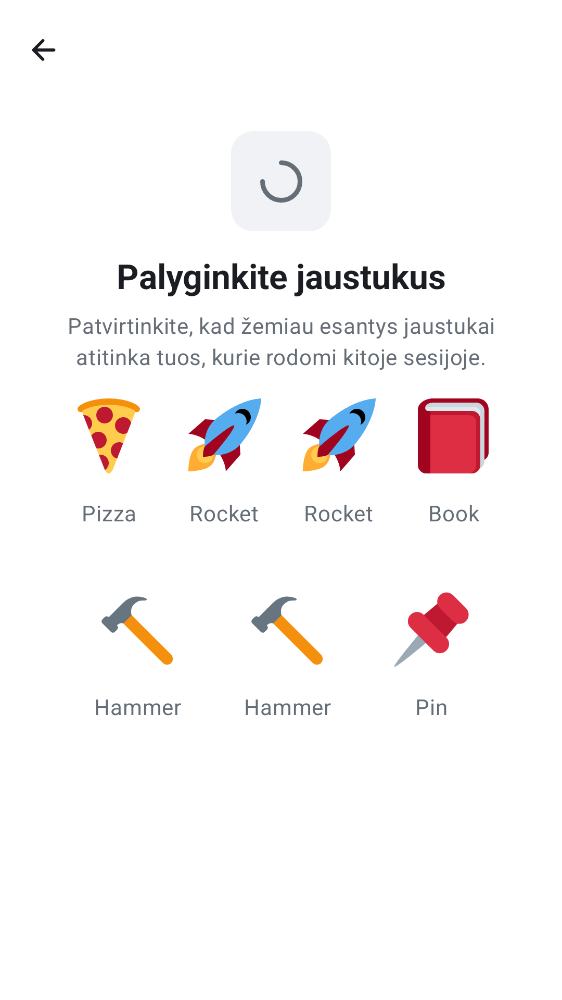 Palyginkite jaustukus
Patvirtinkite, kad žemiau esantys jaustukai
atitinka tuos, kurie rodomi kitoje sesijoje.
Pizza Rocket Rocket Book
Hammer Hammer Pin